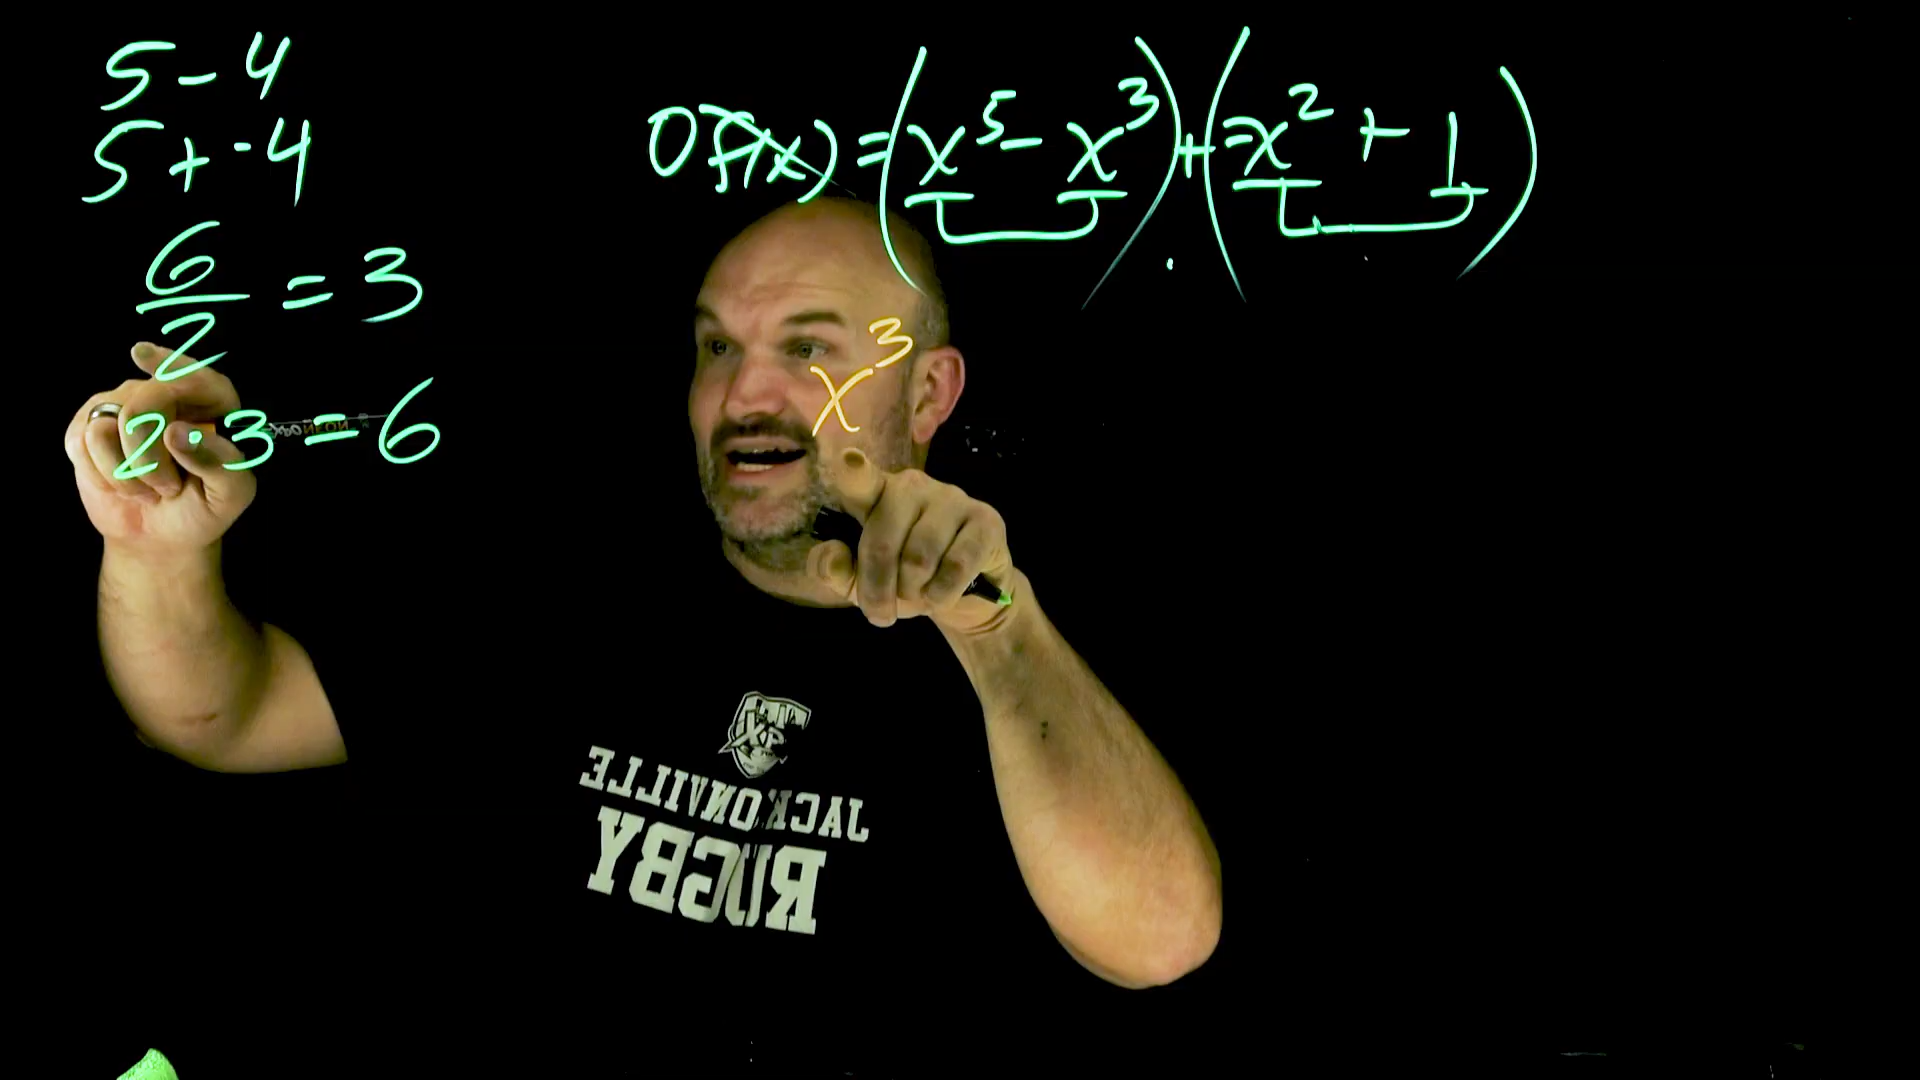 5 - 4
5 + -4
6/2 = 3
2 · 3 = 6
0 f(x) = (x^5 - x^3) + (-x^2 + 1)
x^3
JACKSONVILLE
RUGBY